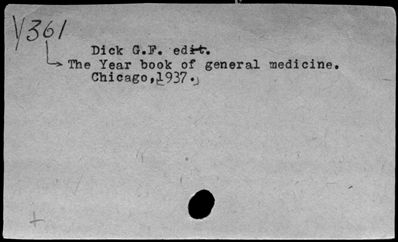 V361
Dick G.F. edit.
The Year book of general medicine.
Chicago, 1937.